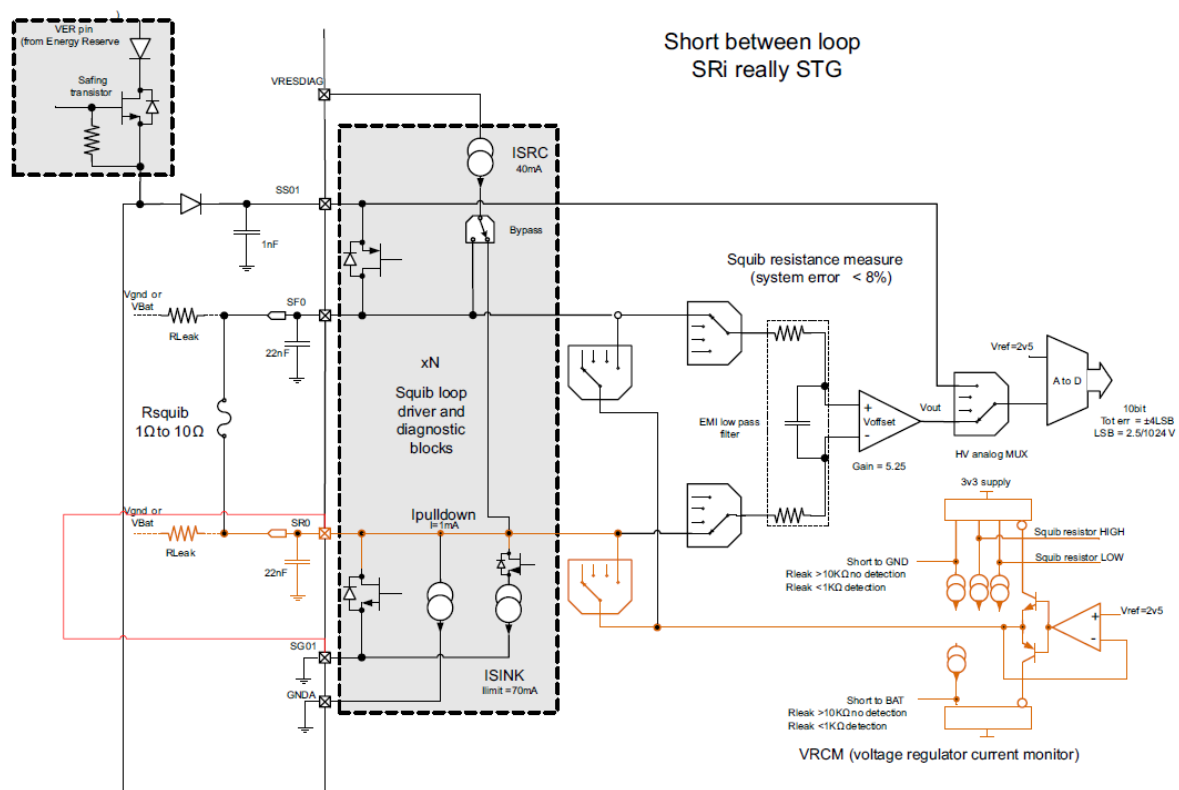 )
VER pin
(from Energy Reserve
Safing
transistor
Short between loop
SRi really STG
VRESDIAG
ISRC
40mA
SS01
Bypass
1nF
Squib resistance measure
(system error < 8%)
Vgnd or
VBat
SF0
RLeak
22nF
xN
Squib loop
driver and
diagnostic
blocks
Rsquib
1Ω to 10Ω
Vref=2v5
A to D
EMI low pass
filter
+
Voffset
-
Vout
Gain = 5.25
HV analog MUX
10bit
Tot err = ±4LSB
LSB = 2.5/1024 V
Vgnd or
VBat
SR0
RLeak
22nF
Ipulldown
I=1mA
3v3 supply
Squib resistor HIGH
Squib resistor LOW
Short to GND
Rleak >10KΩ no detection
Rleak <1KΩ detection
+
-
Vref=2v5
SG01
GNDA
ISINK
Ilimit =70mA
Short to BAT
Rleak >10KΩ no detection
Rleak <1KΩ detection
VRCM (voltage regulator current monitor)